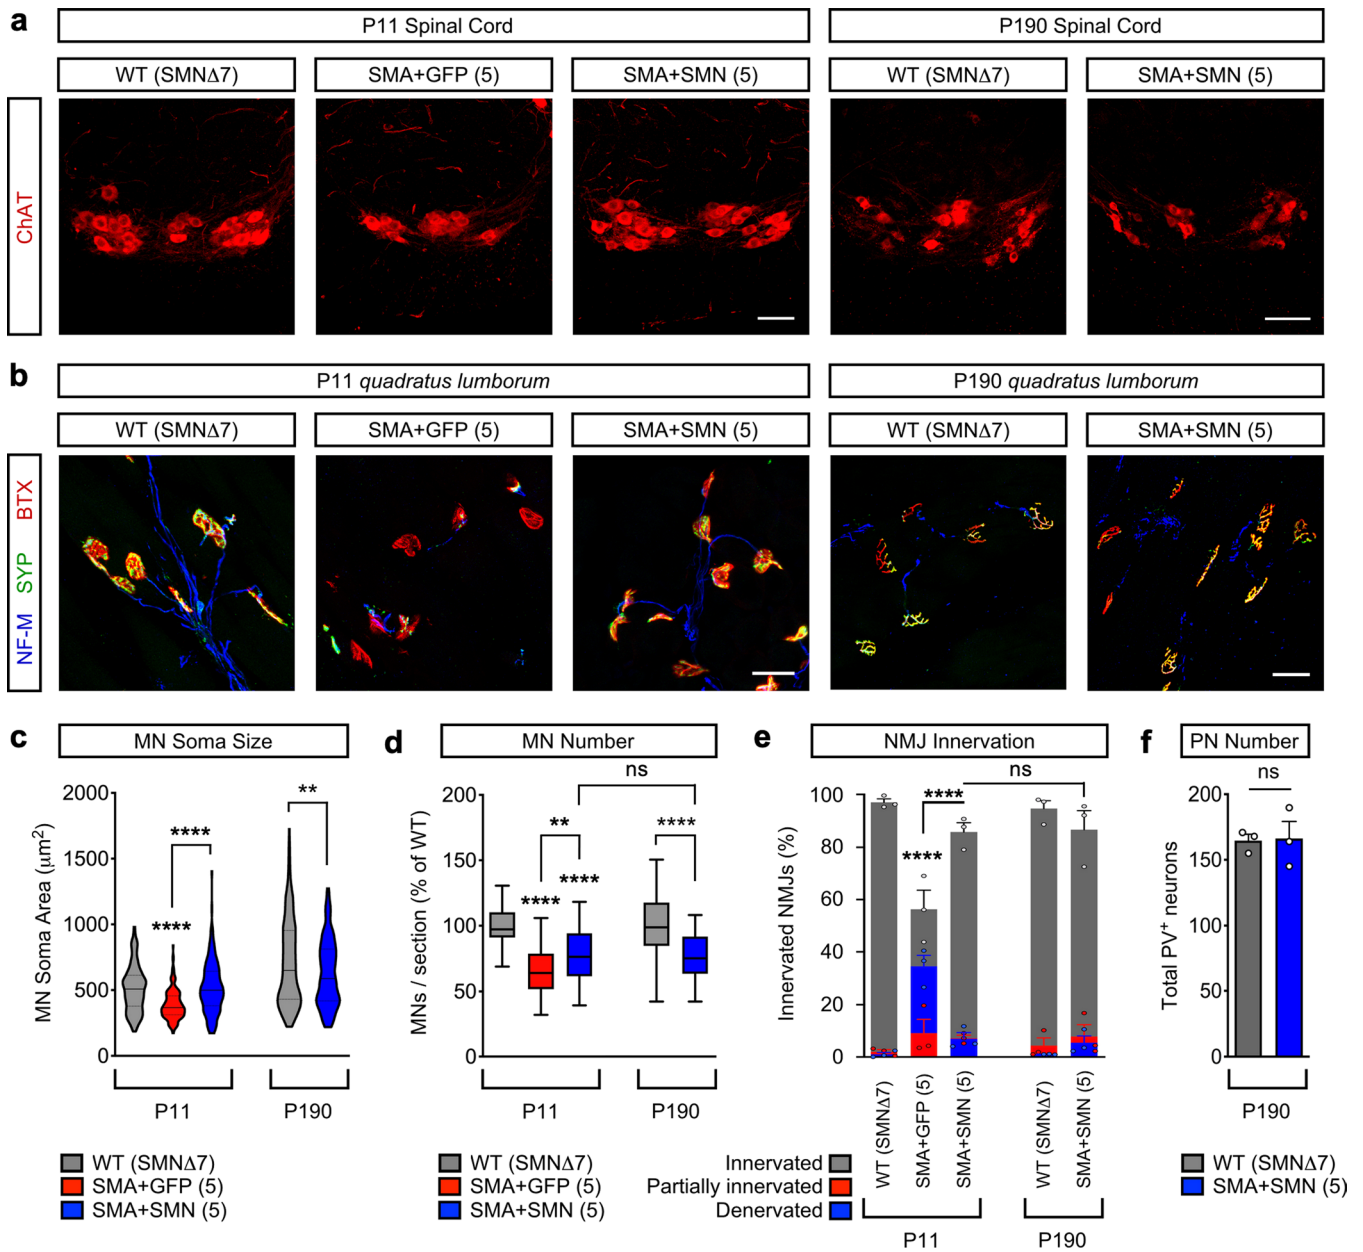 a
P11 Spinal Cord
P190 Spinal Cord
WT (SMNΔ7)
SMA+GFP (5)
SMA+SMN (5)
WT (SMNΔ7)
SMA+SMN (5)
ChAT
b
P11 quadratus lumborum
P190 quadratus lumborum
WT (SMNΔ7)
SMA+GFP (5)
SMA+SMN (5)
WT (SMNΔ7)
SMA+SMN (5)
NF-M SYP BTX
c
MN Soma Size
MN Soma Area (μm²)
2000
1500
1000
500
0
****
****
**
P11
P190
WT (SMNΔ7)
SMA+GFP (5)
SMA+SMN (5)
d
MN Number
MNs / section (% of WT)
200
150
100
50
0
ns
**
****
****
****
P11
P190
WT (SMNΔ7)
SMA+GFP (5)
SMA+SMN (5)
e
NMJ Innervation
Innervated NMJs (%)
100
80
60
40
20
0
ns
****
****
WT (SMNΔ7)
SMA+GFP (5)
SMA+SMN (5)
WT (SMNΔ7)
SMA+SMN (5)
Innervated
Partially innervated
Denervated
P11
P190
f
PN Number
Total PV⁺ neurons
200
150
100
50
0
ns
P190
WT (SMNΔ7)
SMA+SMN (5)